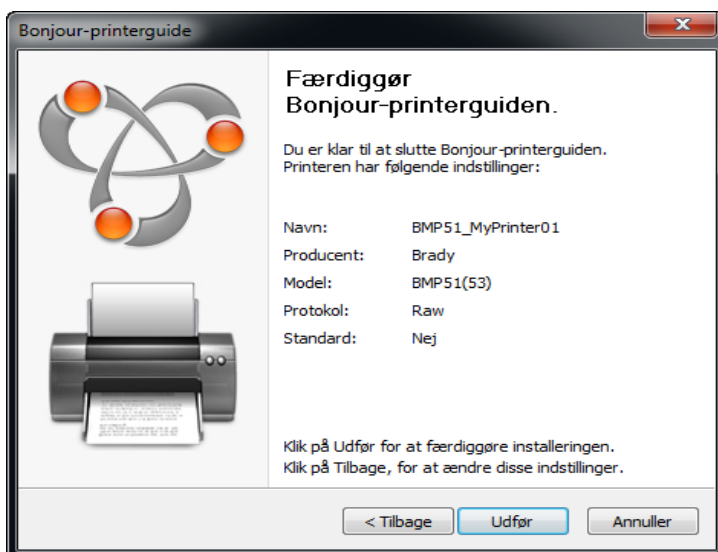 Bonjour-printerguide
Færdiggør
Bonjour-printerguiden.
Du er klar til at slutte Bonjour-printerguiden.
Printeren har følgende indstillinger:
Navn: BMP51_MyPrinter01
Producent: Brady
Model: BMP51(53)
Protokol: Raw
Standard: Nej
Klik på Udfør for at færdiggøre installeringen.
Klik på Tilbage, for at ændre disse indstillinger.
< Tilbage Udfør Annuller